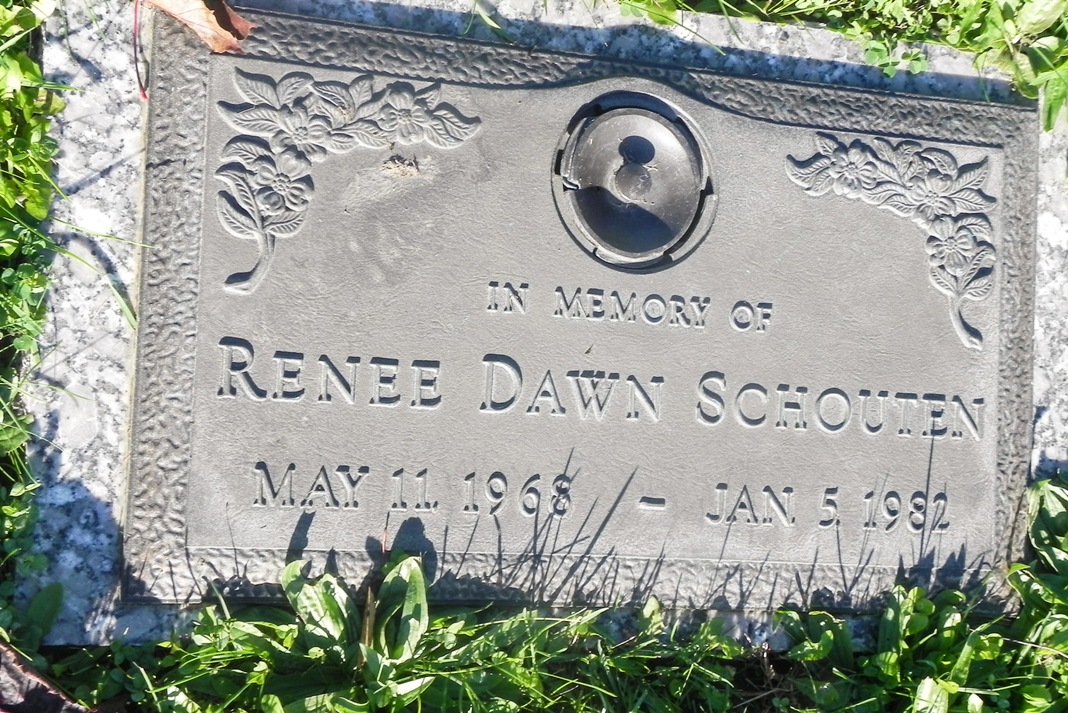 IN MEMORY OF
RENEE DAWN SCHOUTEN
MAY 11 1968 – JAN. 5 1982